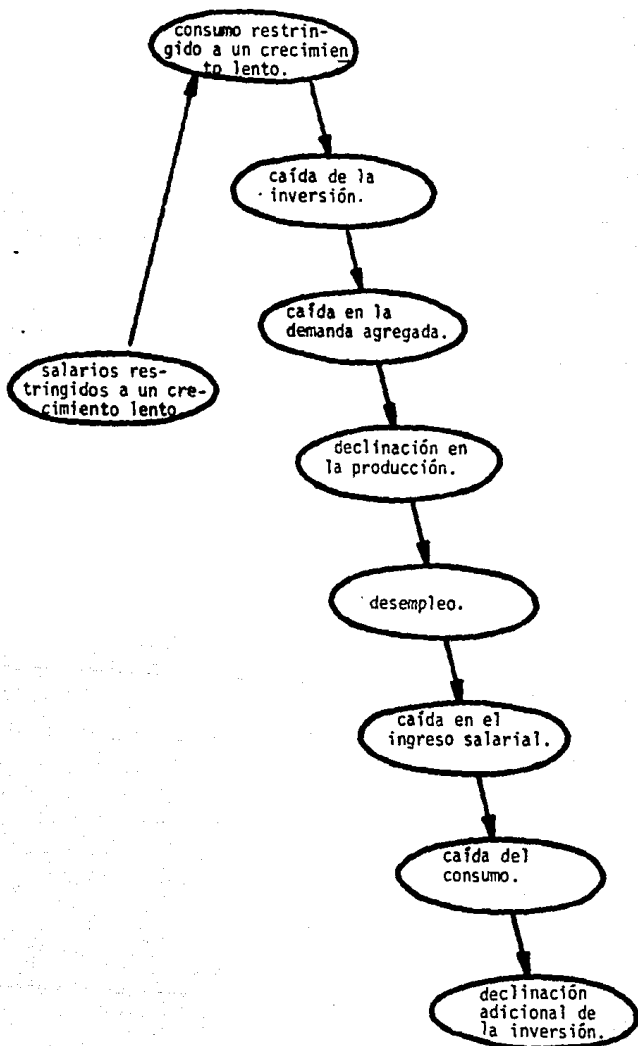 consumo restrin-
gido a un crecimien
to lento.
caída de la
inversión.
caída en la
demanda agregada.
salarios res-
tringidos a un cre-
cimiento lento
declinación en
la producción.
desempleo.
caída en el
ingreso salarial.
caída del
consumo.
declinación
adicional de
la inversión.